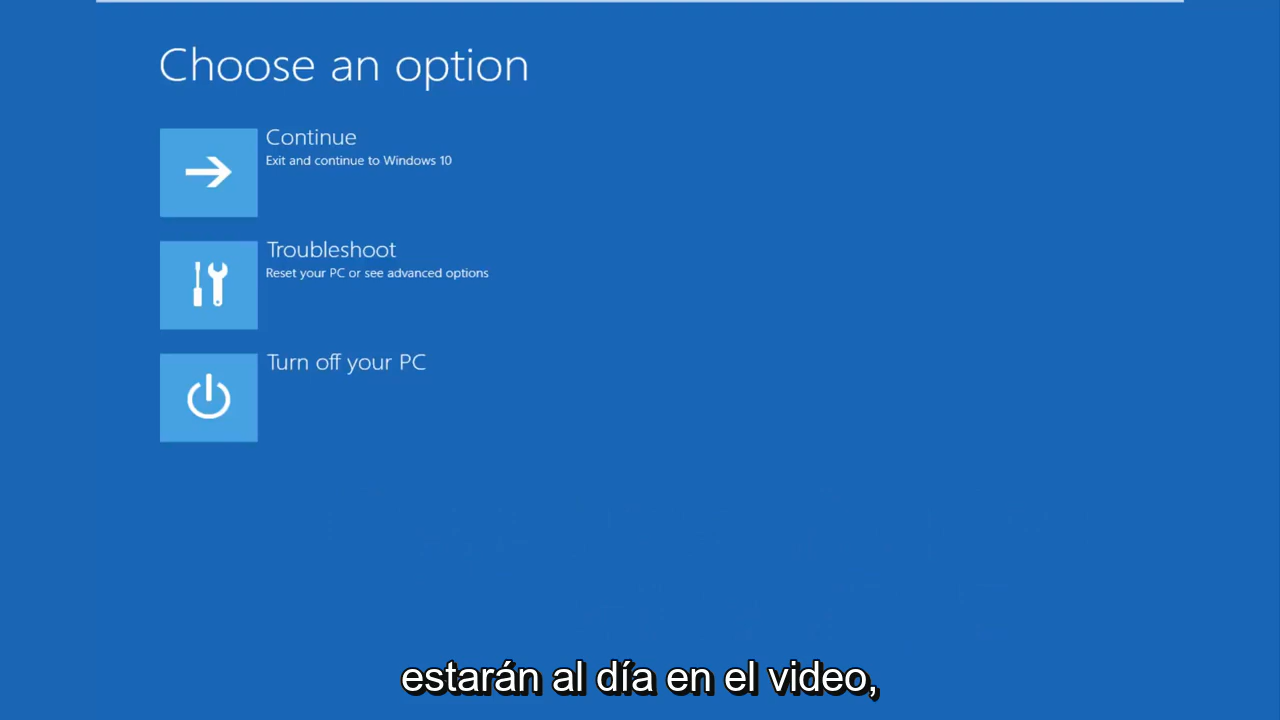 Choose an option
Continue
Exit and continue to Windows 10
Troubleshoot
Reset your PC or see advanced options
Turn off your PC
estarán al día en el video,